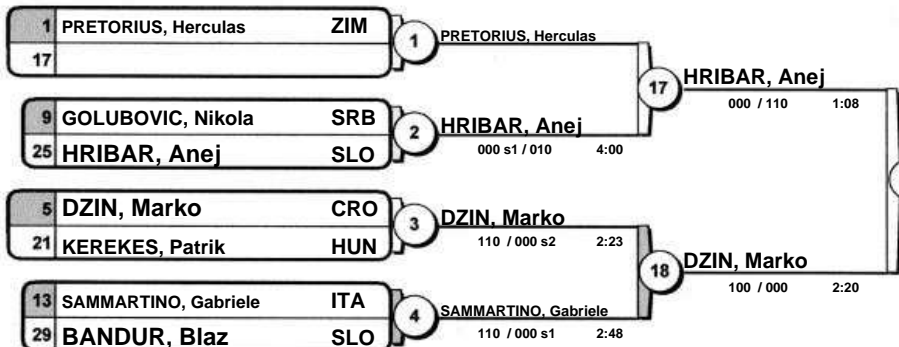 1 PRETORIUS, Herculas ZIM
17
1 PRETORIUS, Herculas
9 GOLUBOVIC, Nikola SRB
25 HRIBAR, Anej SLO
2 HRIBAR, Anej
000 s1 / 010 4:00
17 HRIBAR, Anej
000 / 110 1:08
5 DZIN, Marko CRO
21 KEREKES, Patrik HUN
3 DZIN, Marko
110 / 000 s2 2:23
13 SAMMARTINO, Gabriele ITA
29 BANDUR, Blaz SLO
4 SAMMARTINO, Gabriele
110 / 000 s1 2:48
18 DZIN, Marko
100 / 000 2:20